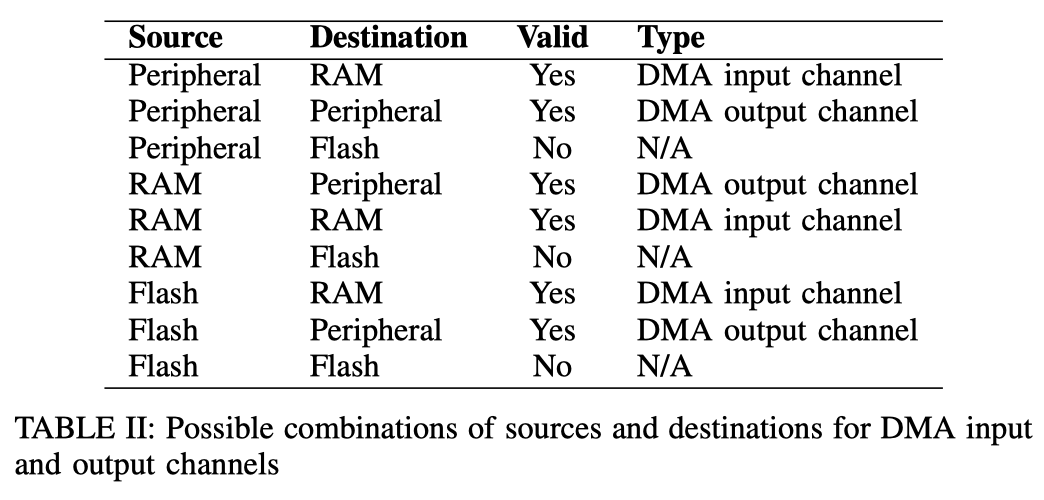 Source Destination Valid Type
Peripheral RAM Yes DMA input channel
Peripheral Peripheral Yes DMA output channel
Peripheral Flash No N/A
RAM Peripheral Yes DMA output channel
RAM RAM Yes DMA input channel
RAM Flash No N/A
Flash RAM Yes DMA input channel
Flash Peripheral Yes DMA output channel
Flash Flash No N/A
TABLE II: Possible combinations of sources and destinations for DMA input
and output channels